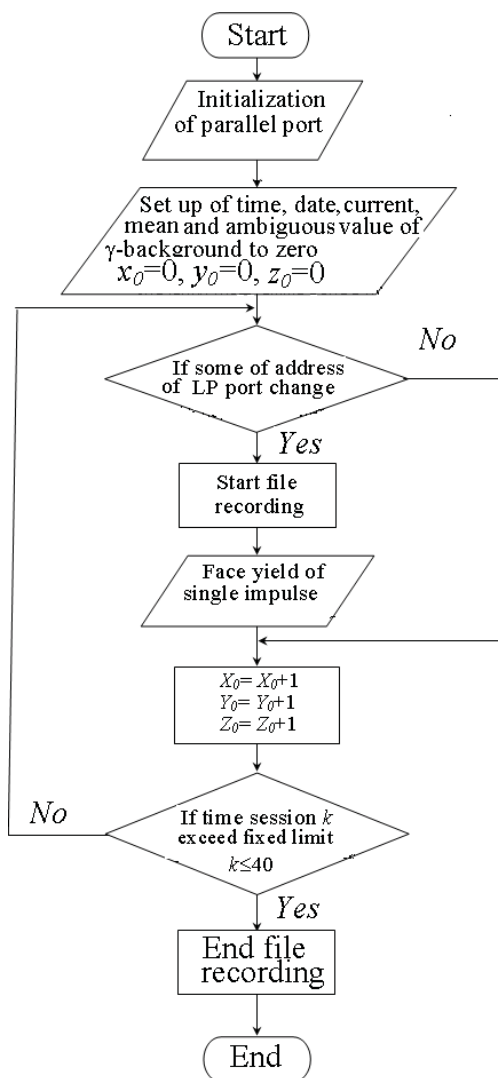 Start
Initialization
of parallel port
Set up of time, date, current,
mean and ambiguous value of
γ-background to zero
x₀=0, y₀=0, z₀=0
If some of address
of LP port change
No
Yes
Start file
recording
Face yield of
single impulse
X₀= X₀+1
Y₀= Y₀+1
Z₀= Z₀+1
If time session k
exceed fixed limit
k≤40
No
Yes
End file
recording
End